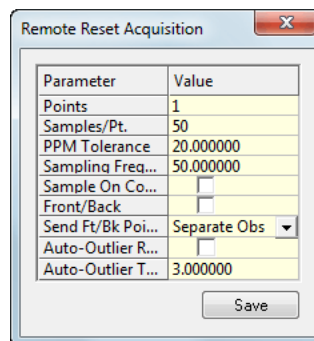 Remote Reset Acquisition
Parameter Value
Points 1
Samples/Pt. 50
PPM Tolerance 20.000000
Sampling Freq... 50.000000
Sample On Co...
Front/Back
Send Ft/Bk Poi... Separate Obs
Auto-Outlier R...
Auto-Outlier T... 3.000000
Save